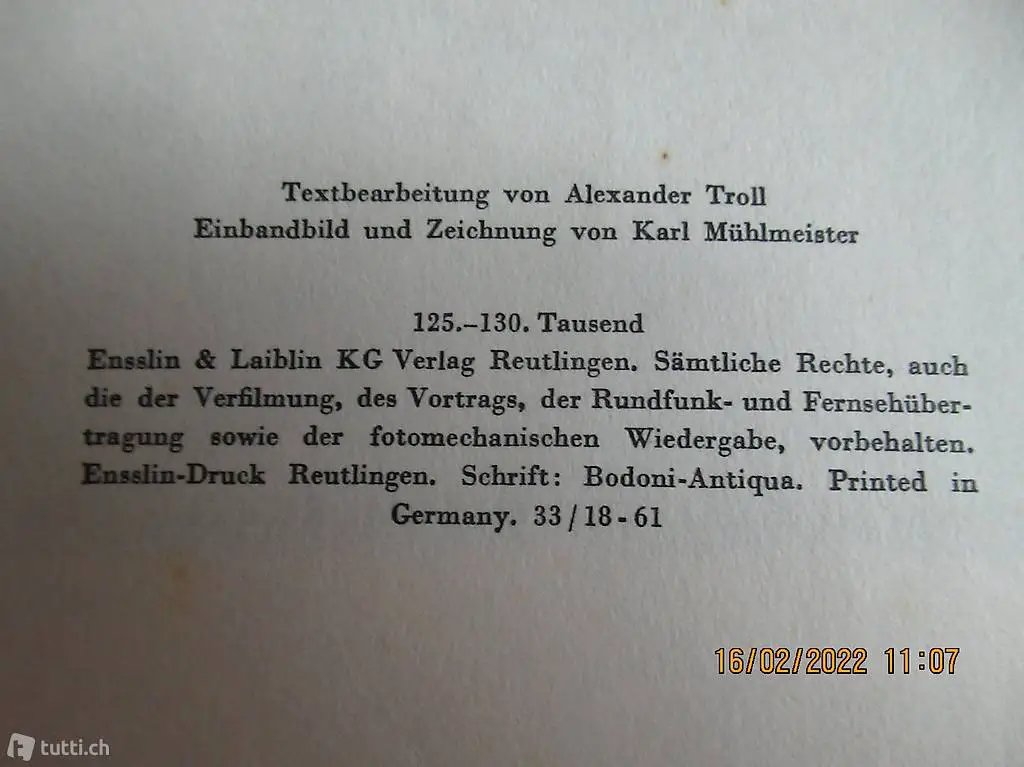 Textbearbeitung von Alexander Troll
Einbandbild und Zeichnung von Karl Mühlmeister
125.–130. Tausend
Ensslin & Laiblin KG Verlag Reutlingen. Sämtliche Rechte, auch
die der Verfilmung, des Vortrags, der Rundfunk- und Fernsehüber-
tragung sowie der fotomechanischen Wiedergabe, vorbehalten.
Ensslin-Druck Reutlingen. Schrift: Bodoni-Antiqua. Printed in
Germany. 33 / 18 - 61
16/02/2022 11:07
tutti.ch